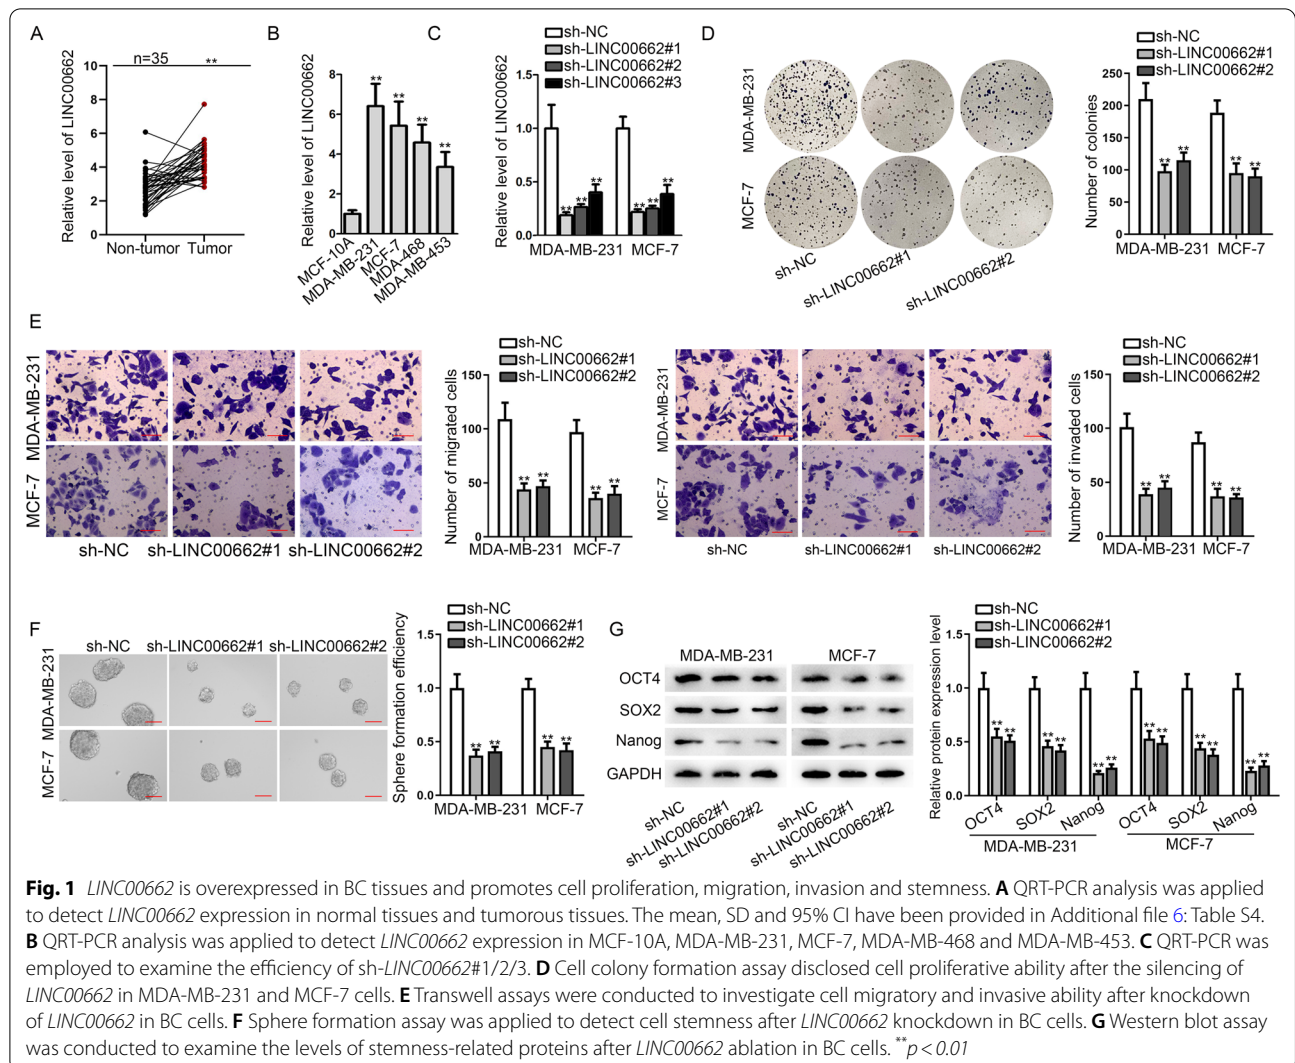 A
n=35
**
Relative level of LINC00662
10
8
6
4
2
0
Non-tumor
Tumor
B
Relative level of LINC00662
8
6
4
2
0
**
**
**
**
MCF-10A
MDA-MB-231
MCF-7
MDA-468
MDA-MB-453
C
sh-NC
sh-LINC00662#1
sh-LINC00662#2
sh-LINC00662#3
Relative level of LINC00662
1.5
1.0
0.5
0.0
** ** **
** ** **
MDA-MB-231
MCF-7
D
MDA-MB-231
MCF-7
sh-NC
sh-LINC00662#1
sh-LINC00662#2
sh-NC
sh-LINC00662#1
sh-LINC00662#2
Number of colonies
250
200
150
100
50
0
** **
** **
MDA-MB-231
MCF-7
E
MDA-MB-231
MCF-7
sh-NC
sh-LINC00662#1
sh-LINC00662#2
sh-NC
sh-LINC00662#1
sh-LINC00662#2
Number of migrated cells
150
100
50
0
** **
** **
MDA-MB-231
MCF-7
MDA-MB-231
MCF-7
sh-NC
sh-LINC00662#1
sh-LINC00662#2
sh-NC
sh-LINC00662#1
sh-LINC00662#2
Number of invaded cells
150
100
50
0
** **
** **
MDA-MB-231
MCF-7
F
sh-NC
sh-LINC00662#1
sh-LINC00662#2
MDA-MB-231
MCF-7
sh-NC
sh-LINC00662#1
sh-LINC00662#2
Sphere formation efficiency
1.5
1.0
0.5
0.0
** **
** **
MDA-MB-231
MCF-7
G
MDA-MB-231
MCF-7
OCT4
SOX2
Nanog
GAPDH
sh-NC
sh-LINC00662#1
sh-LINC00662#2
sh-NC
sh-LINC00662#1
sh-LINC00662#2
sh-NC
sh-LINC00662#1
sh-LINC00662#2
Relative protein expression level
1.5
1.0
0.5
0.0
** **
** **
** **
** **
** **
** **
OCT4
SOX2
Nanog
OCT4
SOX2
Nanog
MDA-MB-231
MCF-7
Fig. 1 LINC00662 is overexpressed in BC tissues and promotes cell proliferation, migration, invasion and stemness. A QRT-PCR analysis was applied
to detect LINC00662 expression in normal tissues and tumorous tissues. The mean, SD and 95% CI have been provided in Additional file 6: Table S4.
B QRT-PCR analysis was applied to detect LINC00662 expression in MCF-10A, MDA-MB-231, MCF-7, MDA-MB-468 and MDA-MB-453. C QRT-PCR was
employed to examine the efficiency of sh-LINC00662#1/2/3. D Cell colony formation assay disclosed cell proliferative ability after the silencing of
LINC00662 in MDA-MB-231 and MCF-7 cells. E Transwell assays were conducted to investigate cell migratory and invasive ability after knockdown
of LINC00662 in BC cells. F Sphere formation assay was applied to detect cell stemness after LINC00662 knockdown in BC cells. G Western blot assay
was conducted to examine the levels of stemness-related proteins after LINC00662 ablation in BC cells. **p < 0.01